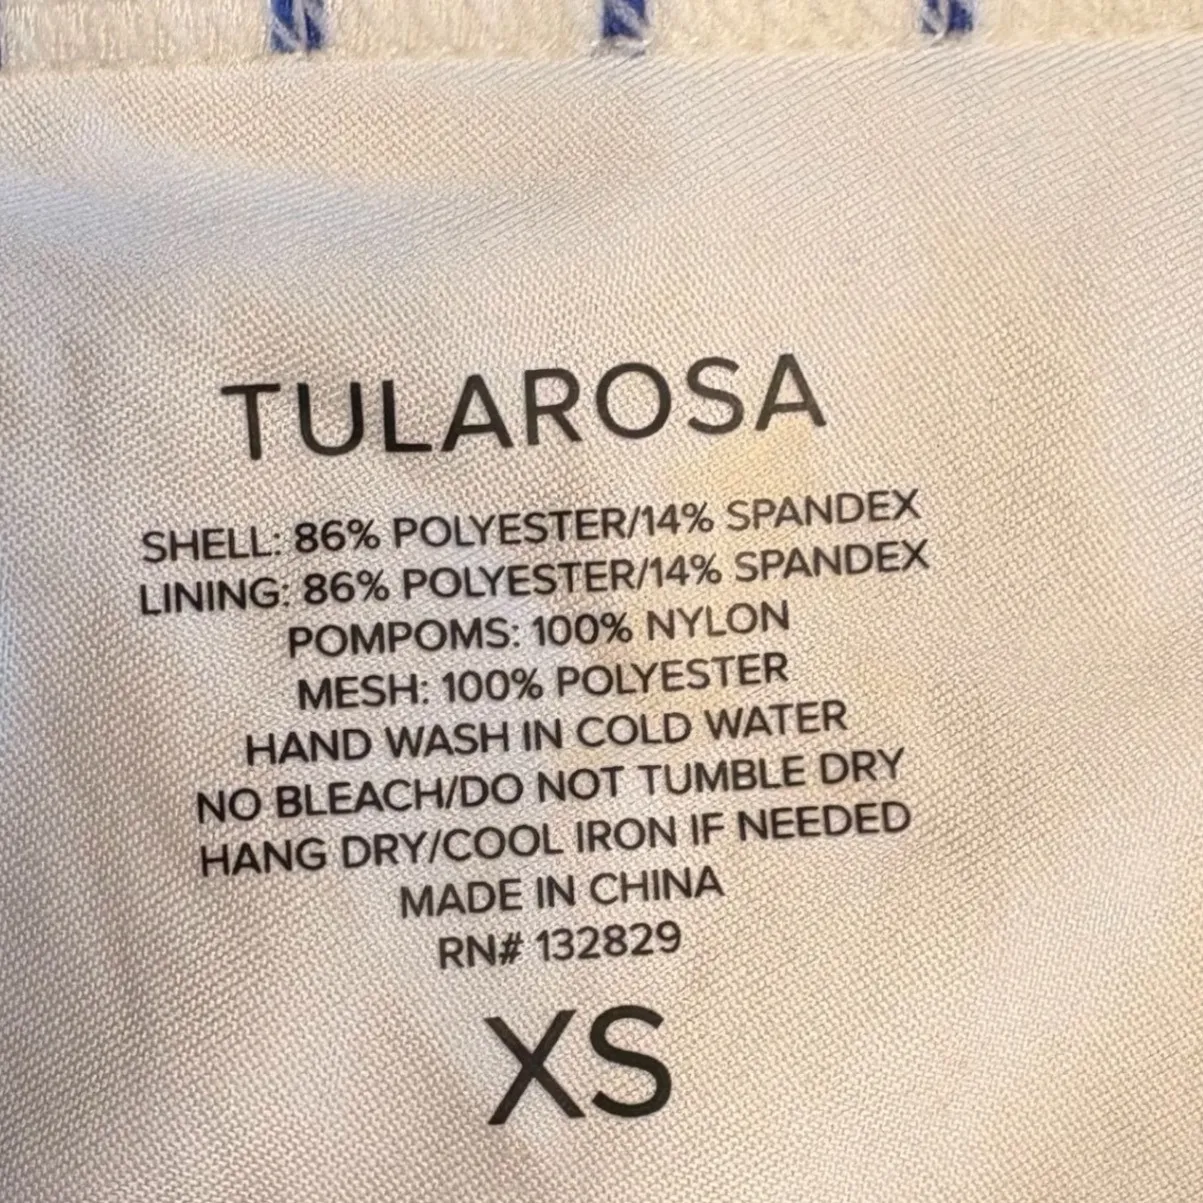 TULAROSA
SHELL: 86% POLYESTER/14% SPANDEX
LINING: 86% POLYESTER/14% SPANDEX
POMPOMS: 100% NYLON
MESH: 100% POLYESTER
HAND WASH IN COLD WATER
NO BLEACH/DO NOT TUMBLE DRY
HANG DRY/COOL IRON IF NEEDED
MADE IN CHINA
RN# 132829
XS